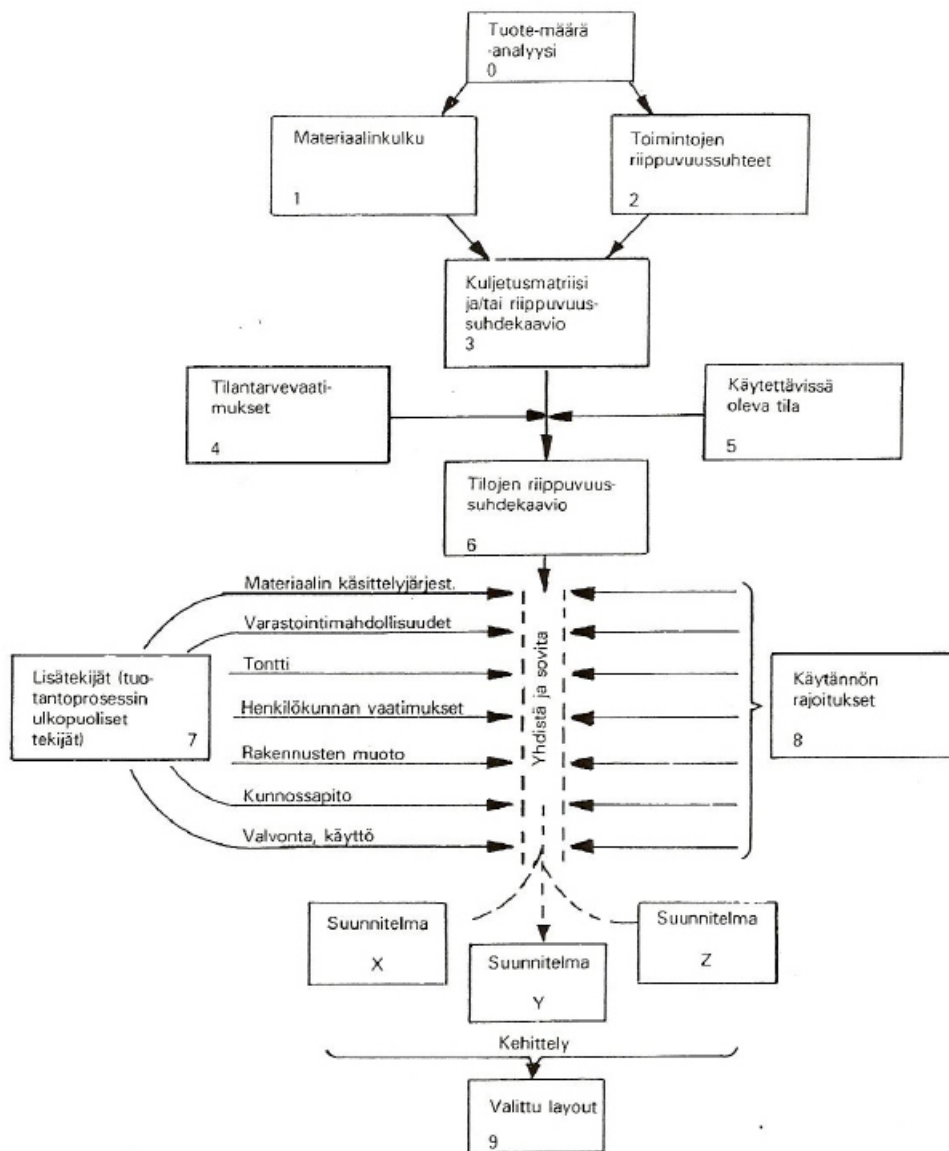 Tuote-määrä
-analyysi
0
Materiaalinkulku
1
Toimintojen
riippuvuussuhteet
2
Kuljetusmatriisi
ja/tai riippuvuus-
suhdekaavio
3
Tilantarvevaati-
mukset
4
Käytettävissä
oleva tila
5
Tilojen riippuvuus-
suhdekaavio
6
Materiaalin käsittelyjärjest.
Varastointimahdollisuudet
Tontti
Henkilökunnan vaatimukset
Rakennusten muoto
Kunnossapito
Valvonta, käyttö
Lisätekijät (tuo-
tantoprosessin
ulkopuoliset
tekijät)
7
Yhdistä ja sovita
Käytännön
rajoitukset
8
Suunnitelma
X
Suunnitelma
Y
Suunnitelma
Z
Kehittely
Valittu layout
9